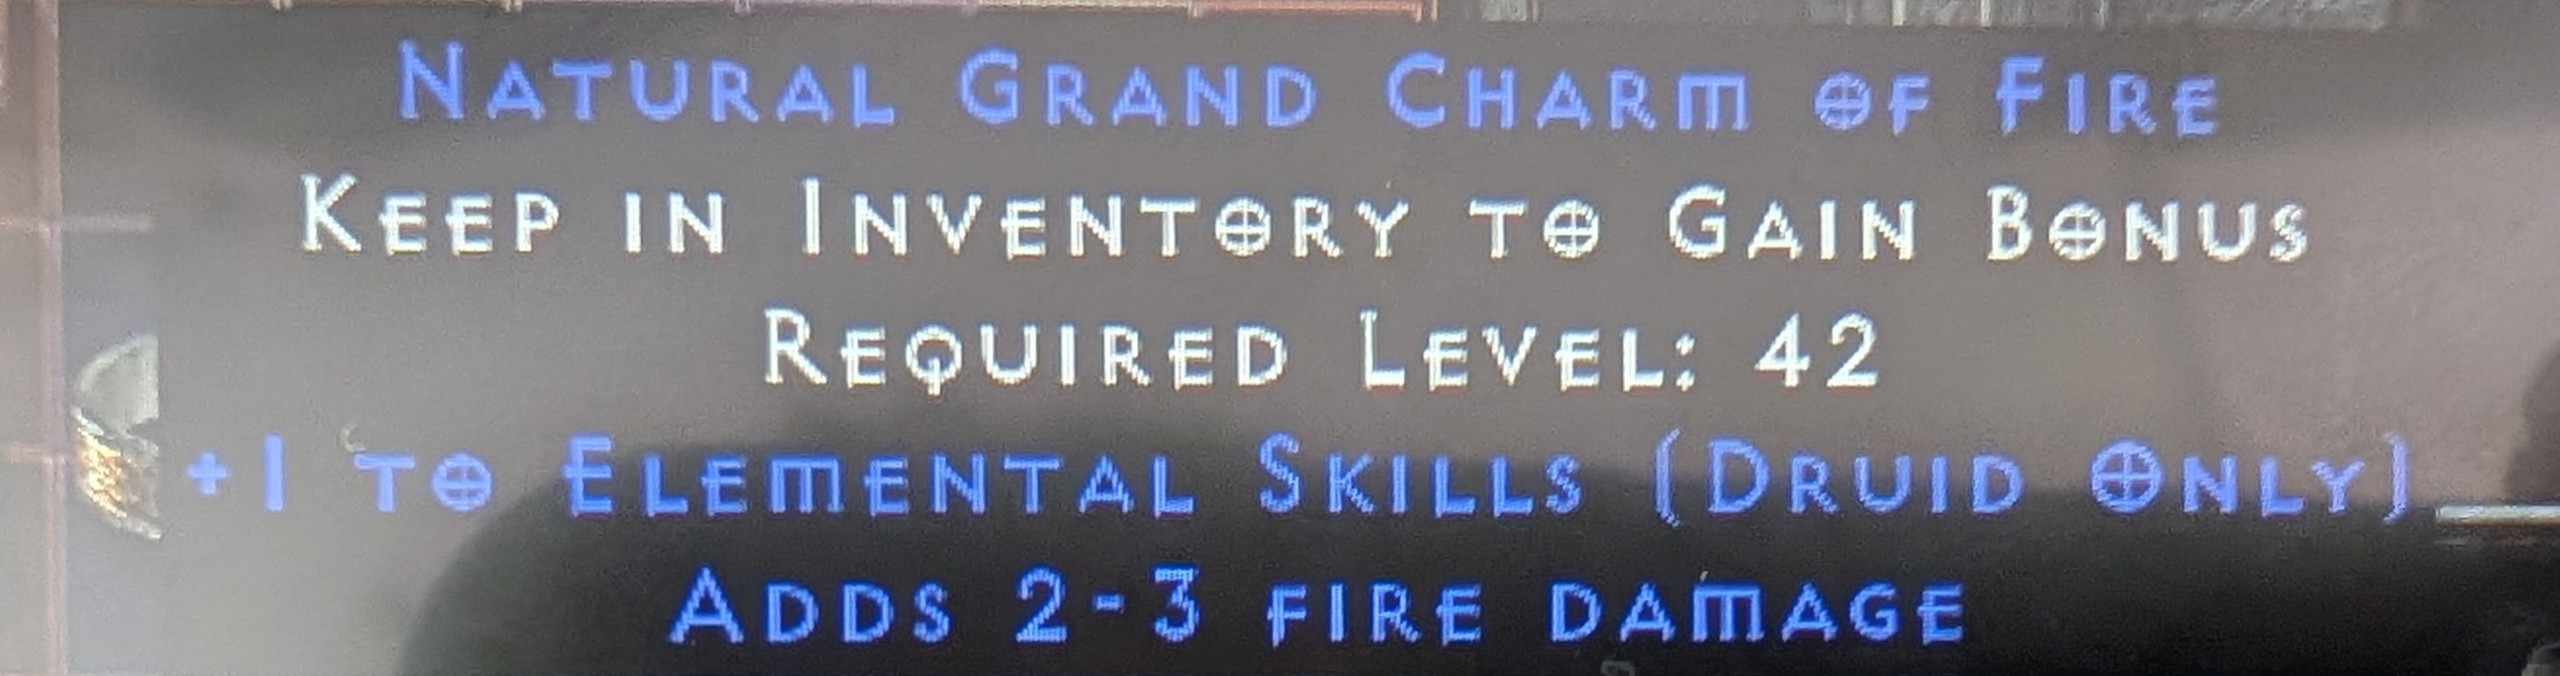 Natural Grand Charm of Fire
Keep in Inventory to Gain Bonus
Required Level: 42
+1 to Elemental Skills (Druid Only)
Adds 2-3 fire damage